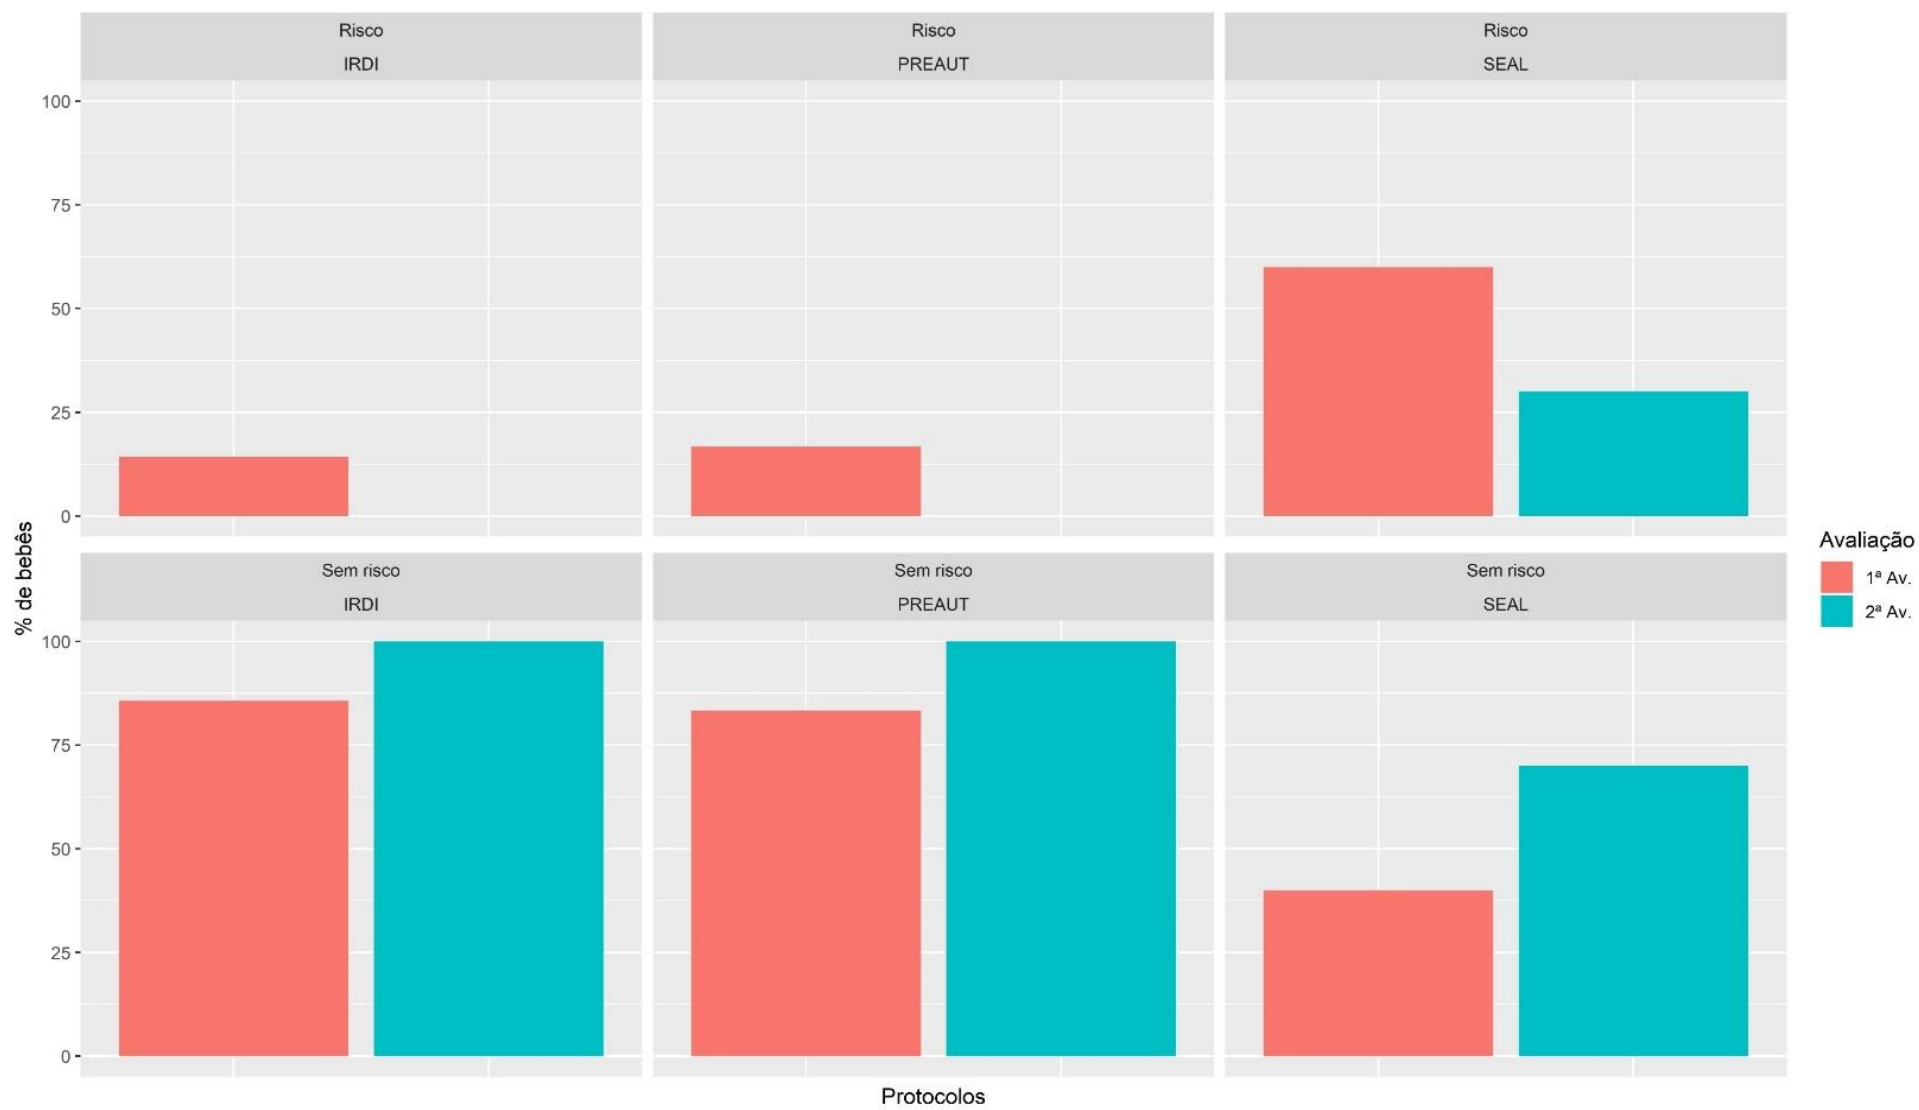 Risco
IRDI
Risco
PREAUT
Risco
SEAL
100
75
50
25
0
% de bebês
Sem risco
IRDI
Sem risco
PREAUT
Sem risco
SEAL
100
75
50
25
0
Protocolos
Avaliação
1ª Av.
2ª Av.